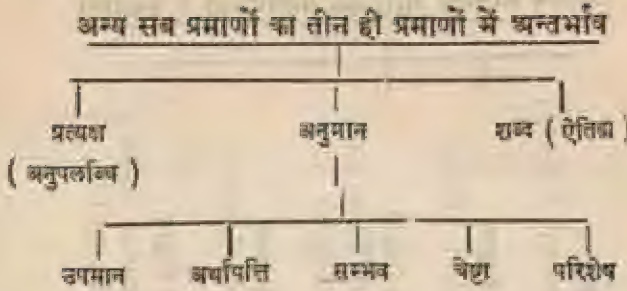 अन्य सब प्रमाणों का तीन ही प्रमाणों में अन्तर्भाव
प्रत्यक्ष अनुमान शब्द ( ऐतिह्य )
( अनुपलब्धि )
उपमान अर्थापत्ति सम्भव चेष्टा परिशेष